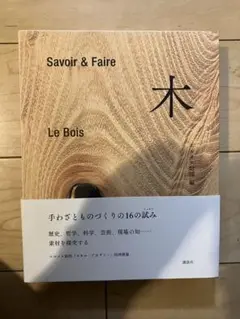 Savoir & Faire
木
Le Bois
手わざとものづくりの16の試み
歴史、哲学、科学、芸術、現場の知──
素材を探究する
講談社